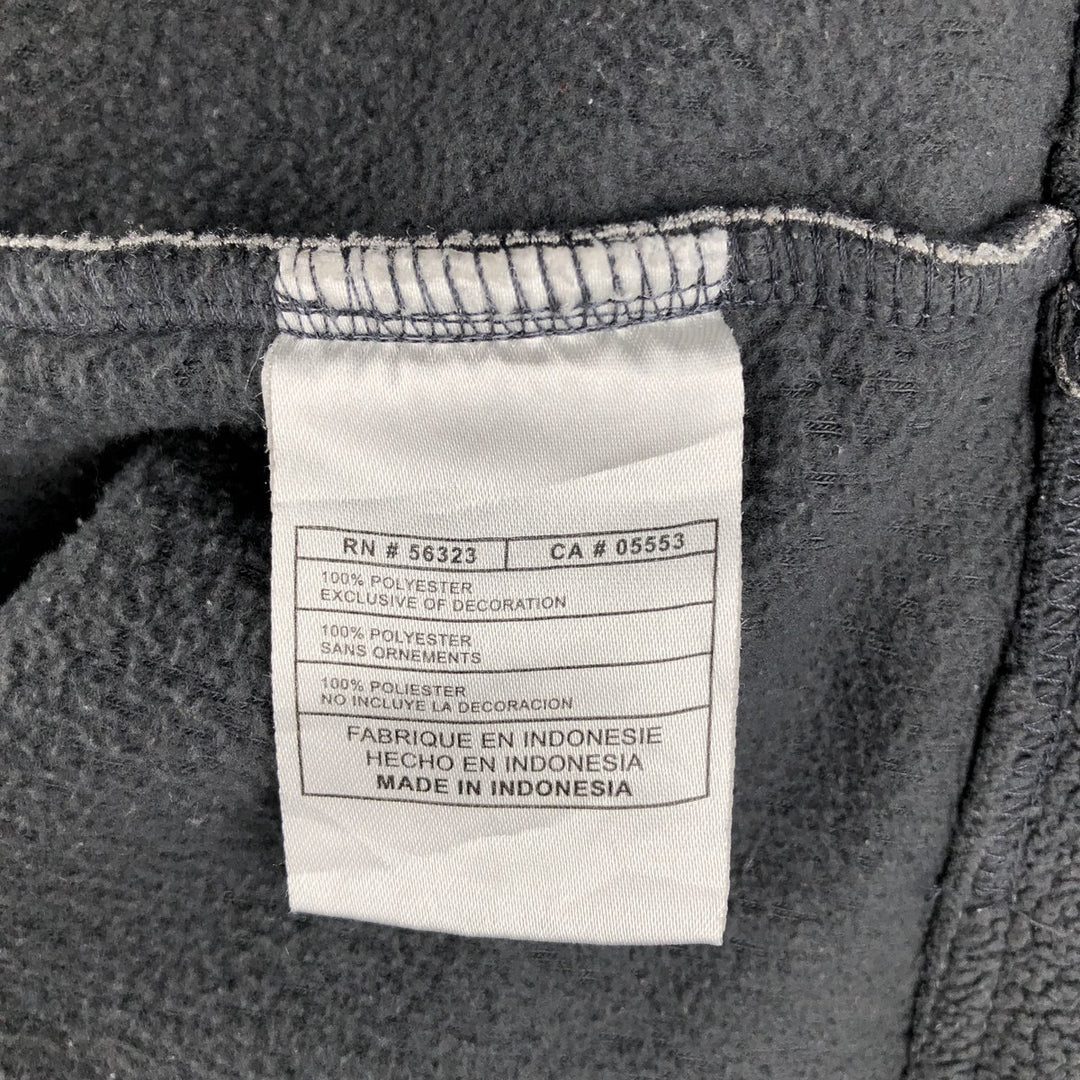 RN # 56323 CA # 05553
100% POLYESTER
EXCLUSIVE OF DECORATION
100% POLYESTER
SANS ORNEMENTS
100% POLIESTER
NO INCLUYE LA DECORACION
FABRIQUE EN INDONESIE
HECHO EN INDONESIA
MADE IN INDONESIA